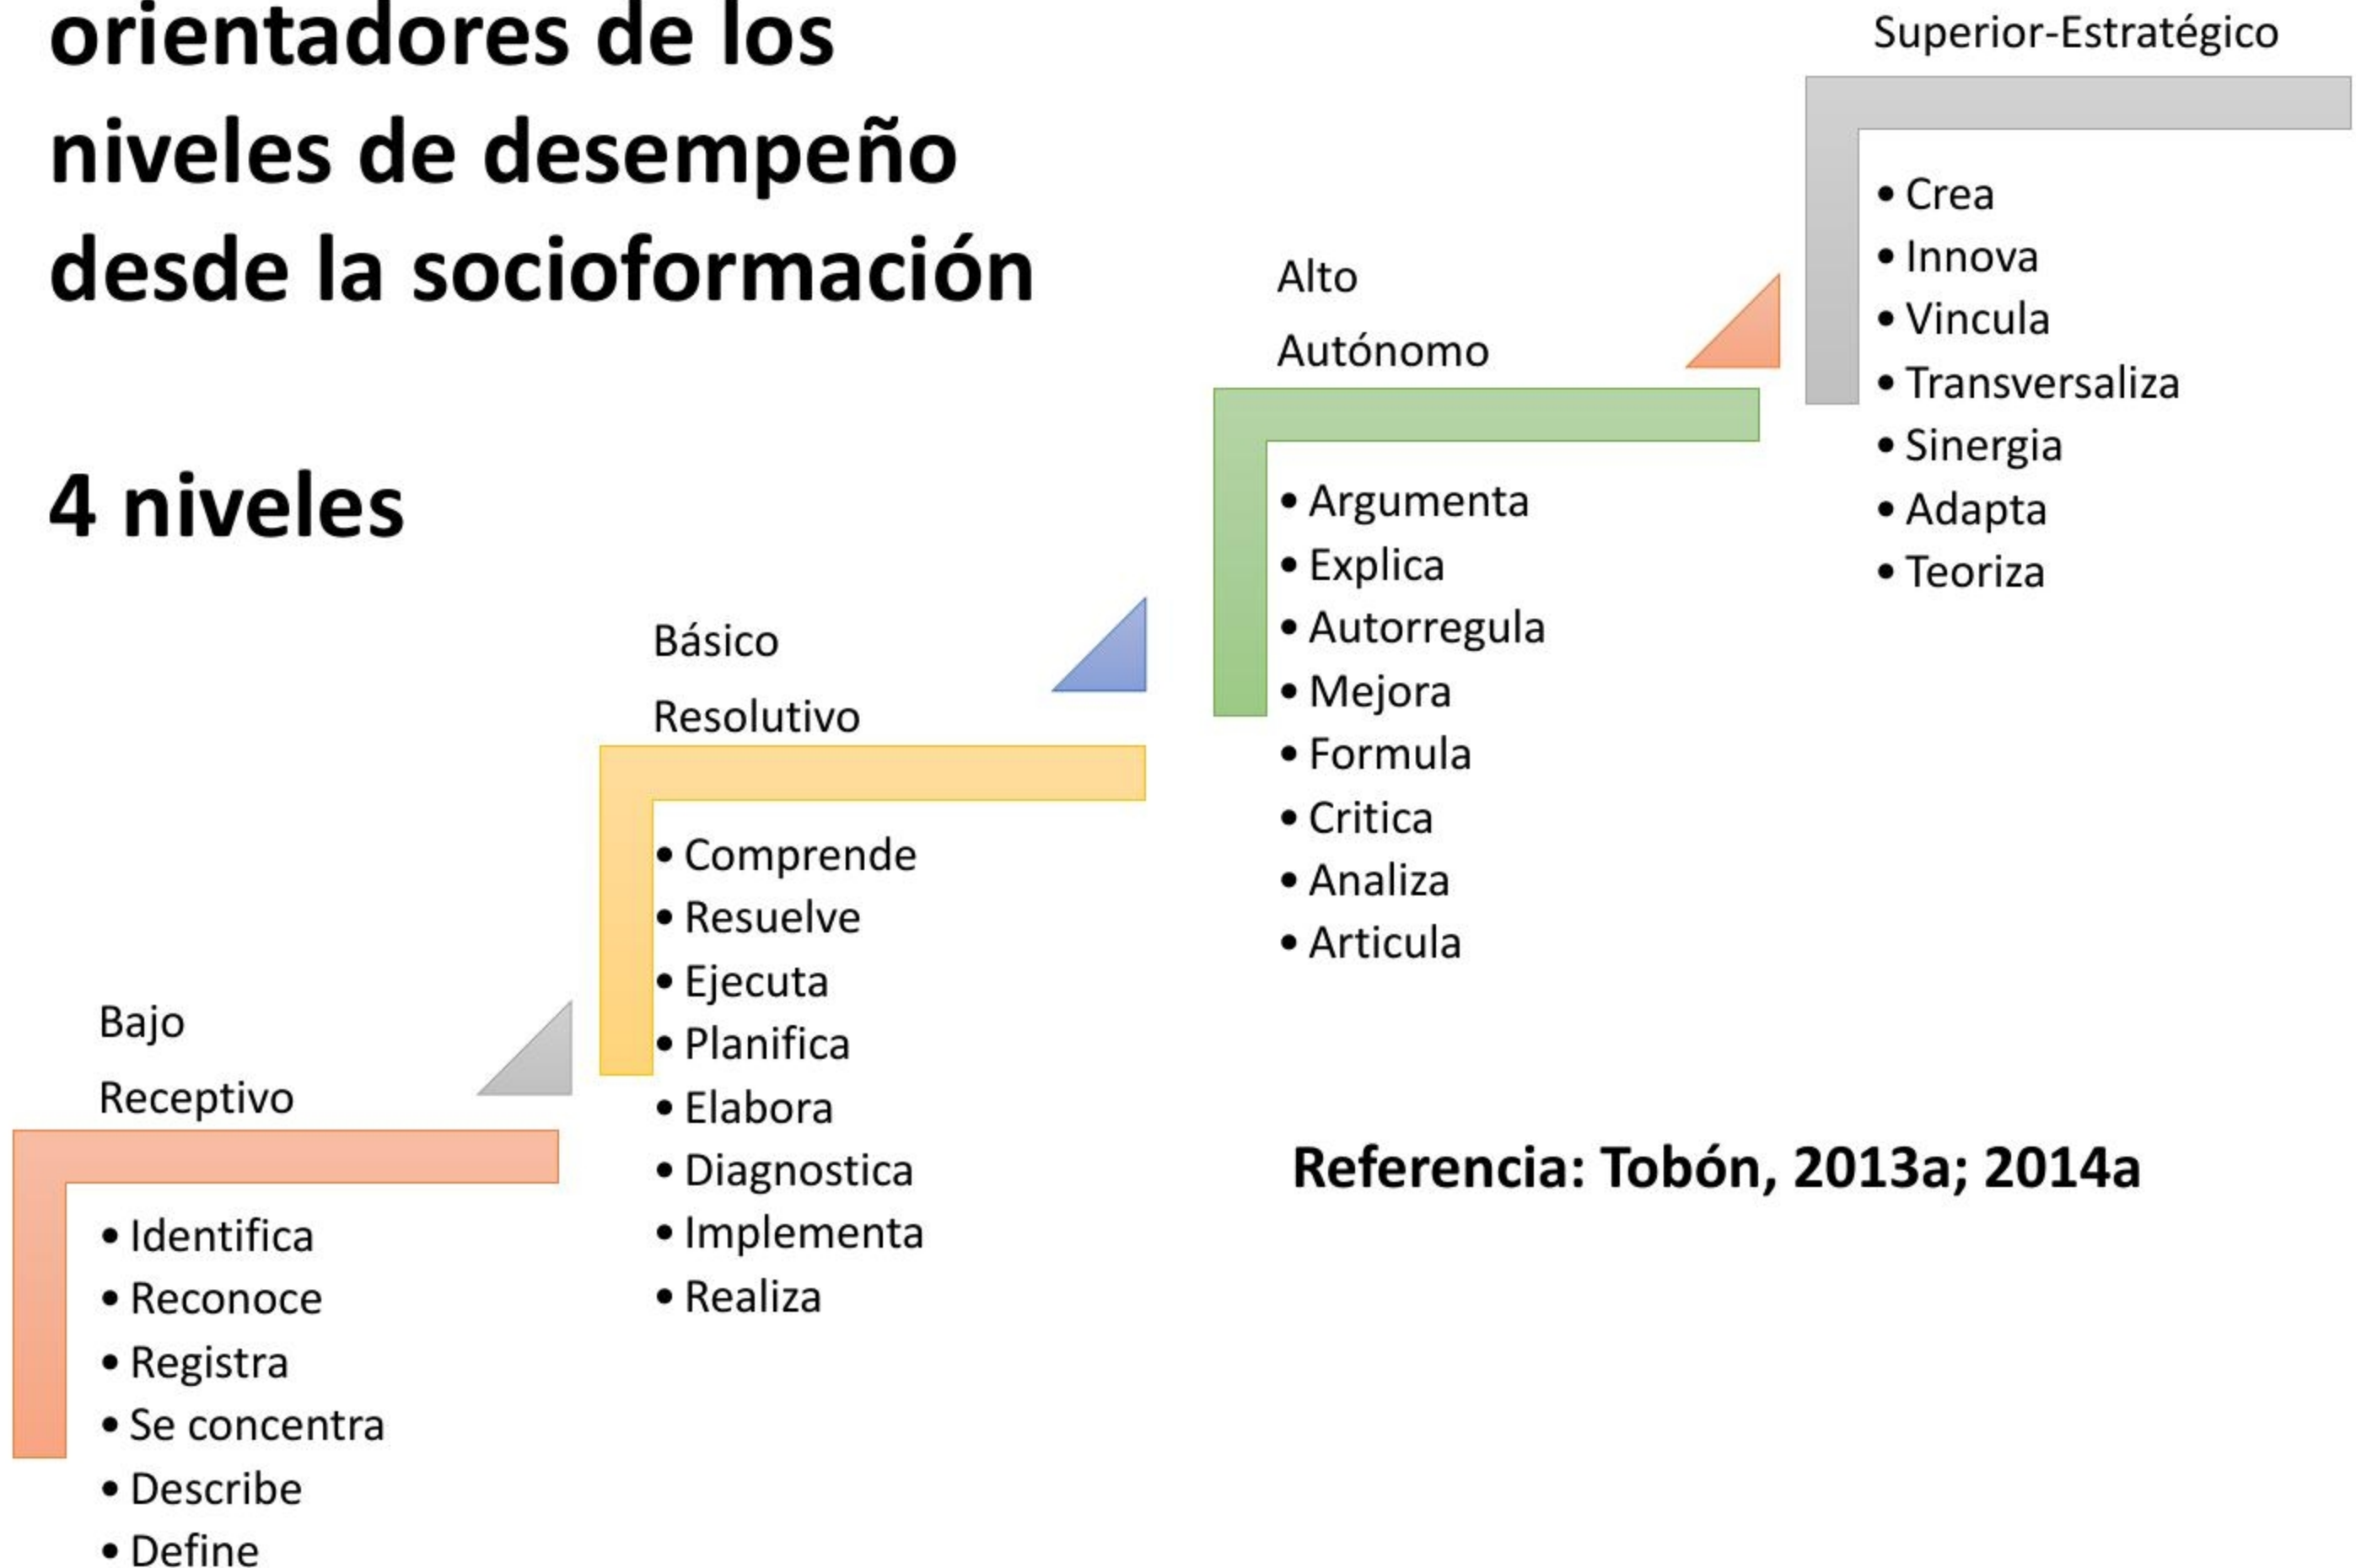 orientadores de los
niveles de desempeño
desde la socioformación
4 niveles
Bajo
Receptivo
• Identifica
• Reconoce
• Registra
• Se concentra
• Describe
• Define
Básico
Resolutivo
• Comprende
• Resuelve
• Ejecuta
• Planifica
• Elabora
• Diagnostica
• Implementa
• Realiza
Alto
Autónomo
• Argumenta
• Explica
• Autorregula
• Mejora
• Formula
• Critica
• Analiza
• Articula
Superior-Estratégico
• Crea
• Innova
• Vincula
• Transversaliza
• Sinergia
• Adapta
• Teoriza
Referencia: Tobón, 2013a; 2014a